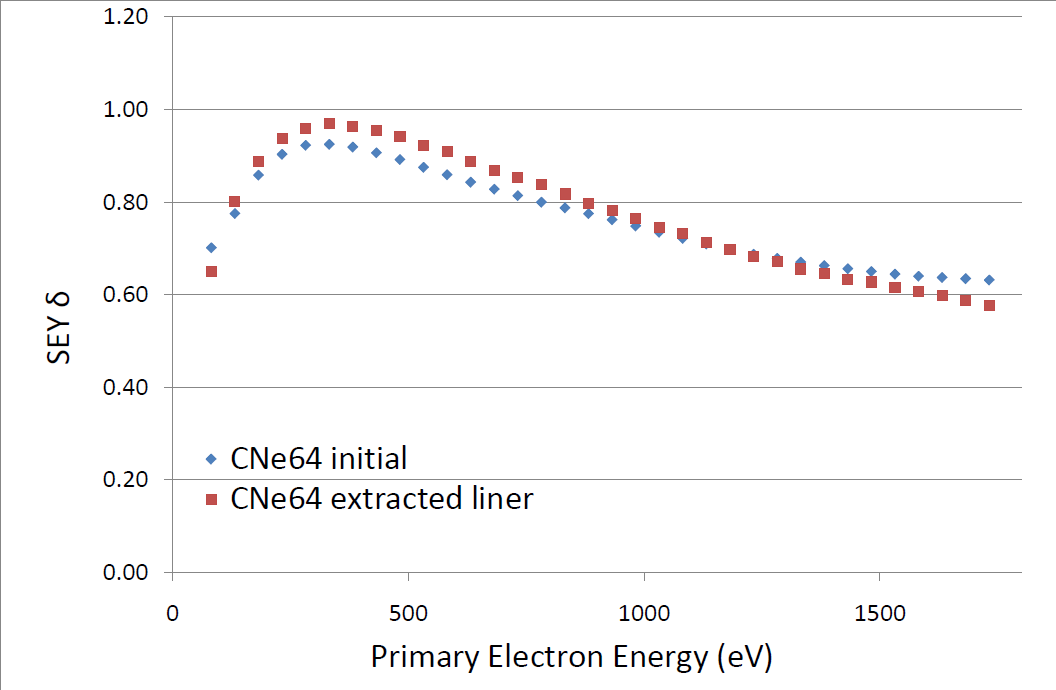 1.20
1.00
0.80
0.60
0.40
0.20
0.00
SEY δ
CNe64 initial
CNe64 extracted liner
0 500 1000 1500
Primary Electron Energy (eV)